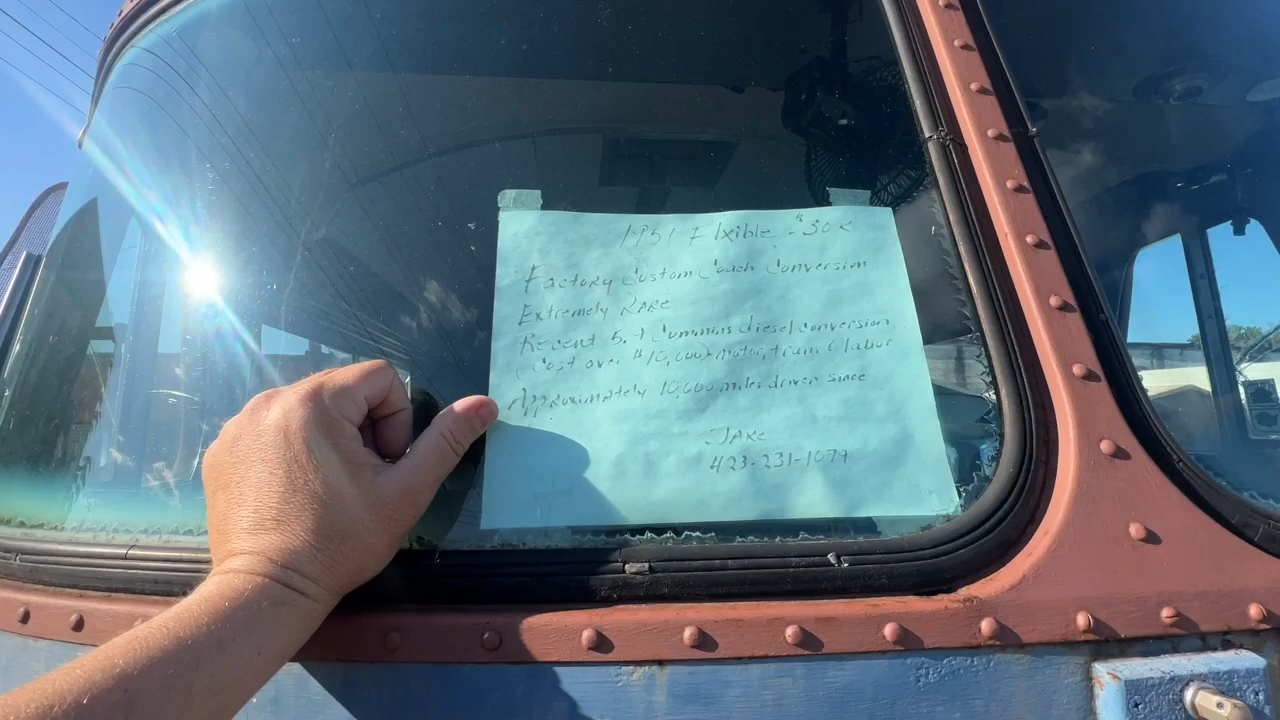 1951 Flxible - $30K
Factory Custom Coach Conversion
Extremely RARE
Recent 5.9 Cummins diesel conversion
(Cost over $10,000) motor, trans & labor
Approximately 10,000 miles driven since
JAKE
423-231-1079